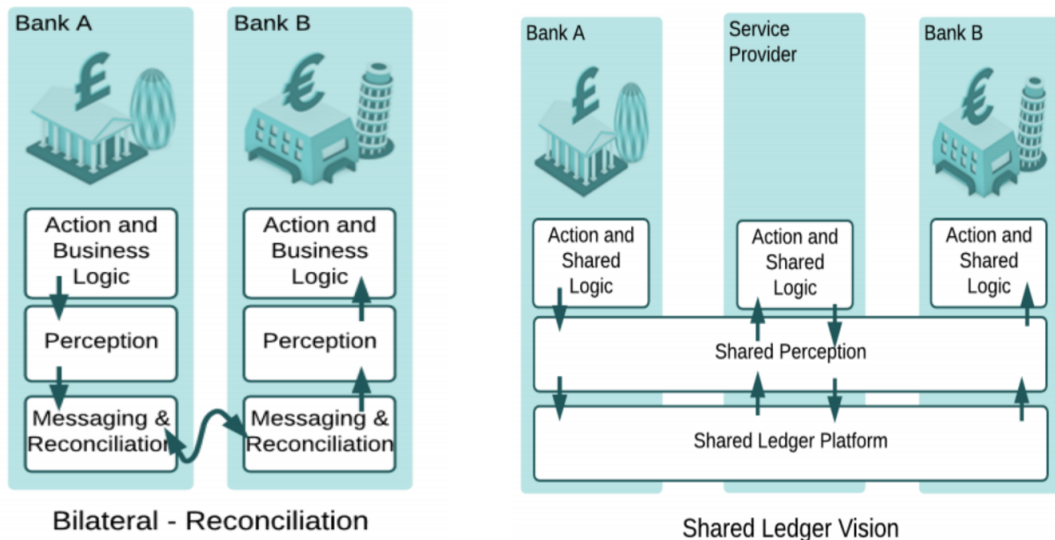 Bank A
£
Action and
Business
Logic
Perception
Messaging &
Reconciliation
Bank B
€
Action and
Business
Logic
Perception
Messaging &
Reconciliation
Bilateral - Reconciliation
Bank A
£
Action and
Shared
Logic
Service
Provider
Action and
Shared
Logic
Bank B
€
Action and
Shared
Logic
Shared Perception
Shared Ledger Platform
Shared Ledger Vision